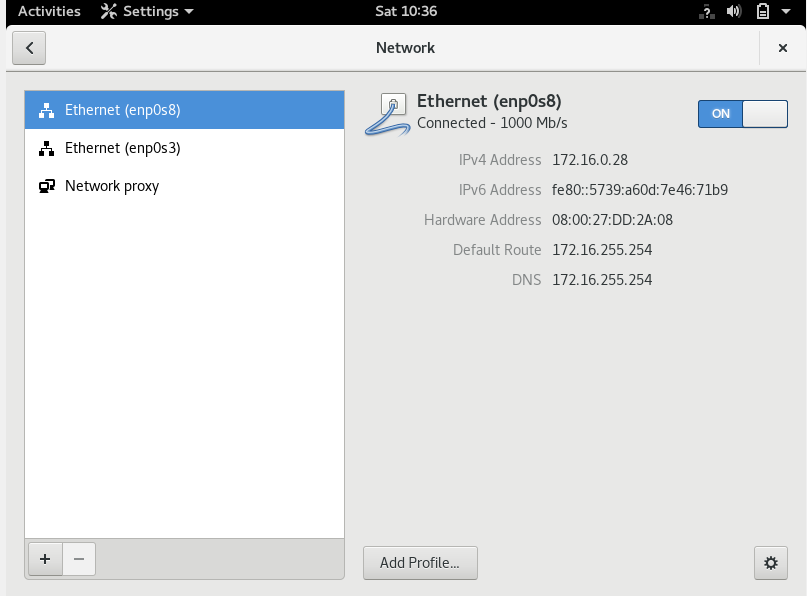 Activities Settings Sat 10:36
Network
Ethernet (enp0s8)
Ethernet (enp0s3)
Network proxy
Ethernet (enp0s8)
Connected - 1000 Mb/s
ON
IPv4 Address 172.16.0.28
IPv6 Address fe80::5739:a60d:7e46:71b9
Hardware Address 08:00:27:DD:2A:08
Default Route 172.16.255.254
DNS 172.16.255.254
Add Profile...